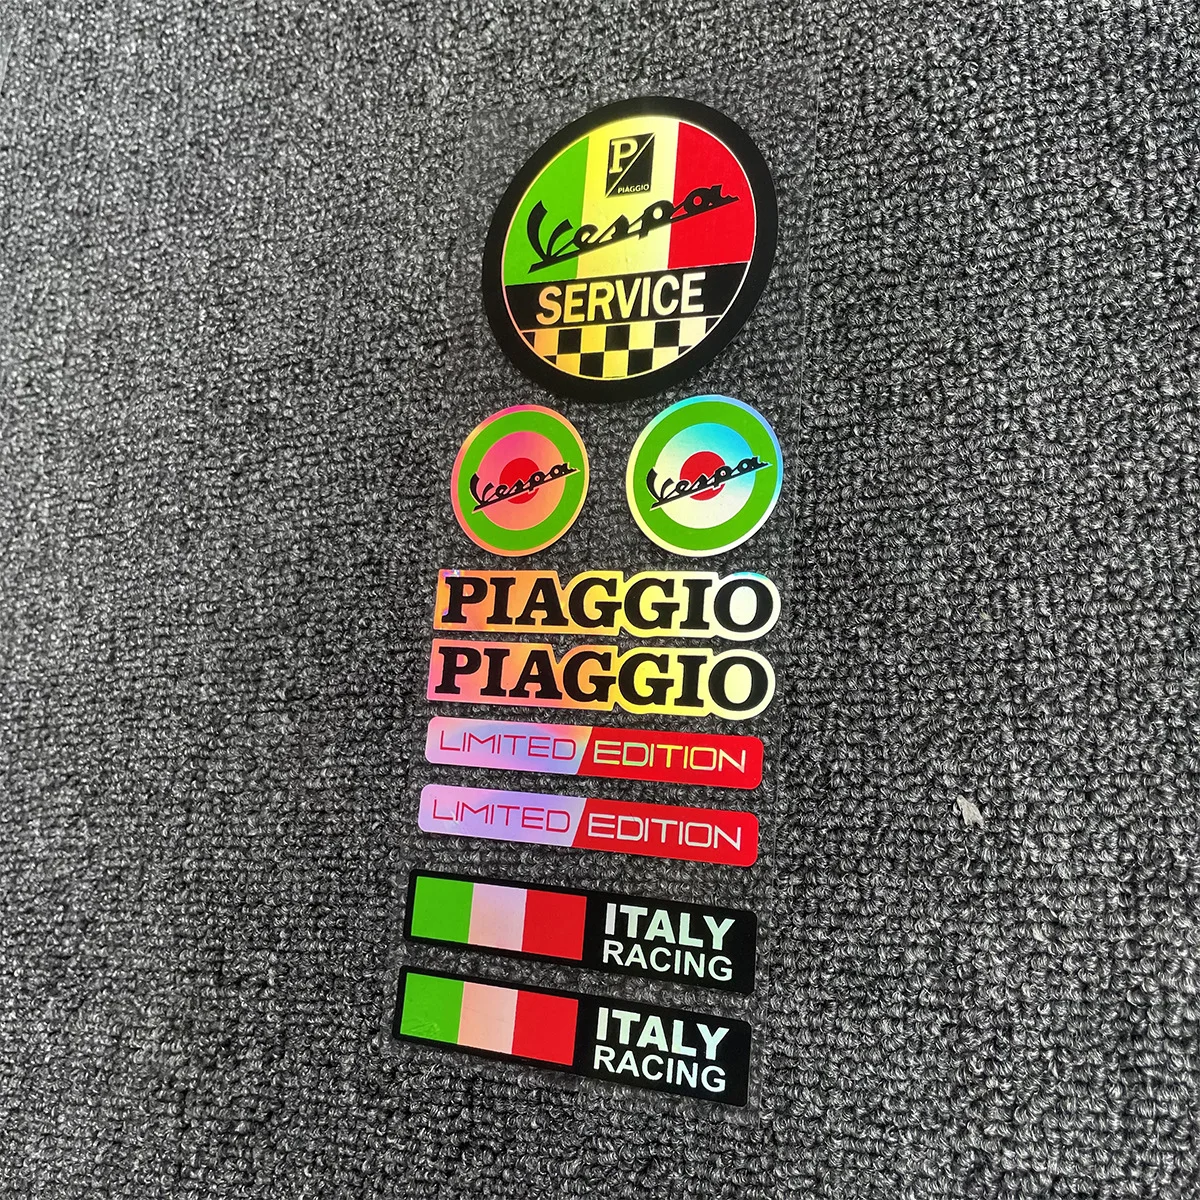 P
PIAGGIO
Vespa
SERVICE
Vespa
Vespa
PIAGGIO
PIAGGIO
LIMITED EDITION
LIMITED EDITION
ITALY
RACING
ITALY
RACING